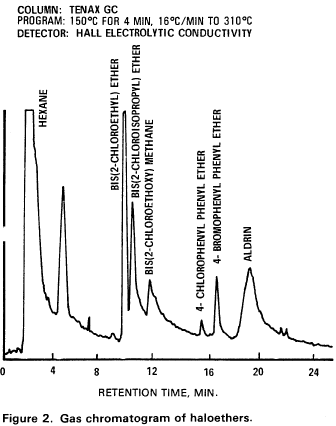 COLUMN: TENAX GC
PROGRAM: 150°C FOR 4 MIN, 16°C/MIN TO 310°C
DETECTOR: HALL ELECTROLYTIC CONDUCTIVITY
HEXANE
BIS(2-CHLOROETHYL) ETHER
BIS(2-CHLOROISOPROPYL) ETHER
BIS(2-CHLOROETHOXY) METHANE
4- CHLOROPHENYL PHENYL ETHER
4- BROMOPHENYL PHENYL ETHER
ALDRIN
0 4 8 12 16 20 24
RETENTION TIME, MIN.
Figure 2. Gas chromatogram of haloethers.